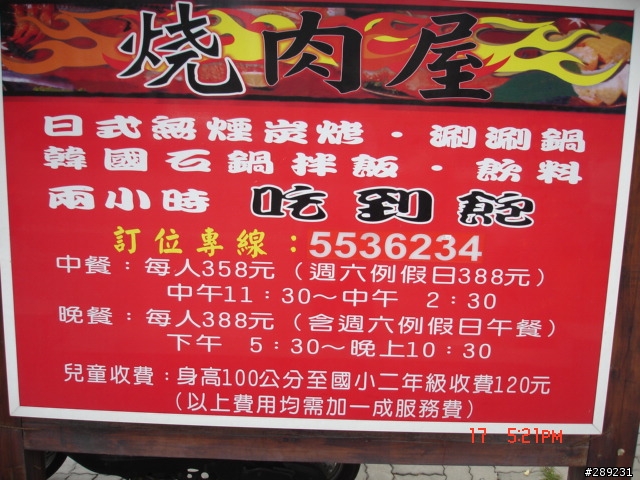 燒肉屋
日式無煙炭烤．涮涮鍋
韓國石鍋拌飯．飲料
兩小時 吃到飽
訂位專線：5536234
中餐：每人358元（週六例假日388元）
中午11：30～中午 2：30
晚餐：每人388元（含週六例假日午餐）
下午 5：30～晚上10：30
兒童收費：身高100公分至國小二年級收費120元
（以上費用均需加一成服務費）
17 5:21PM
#289231